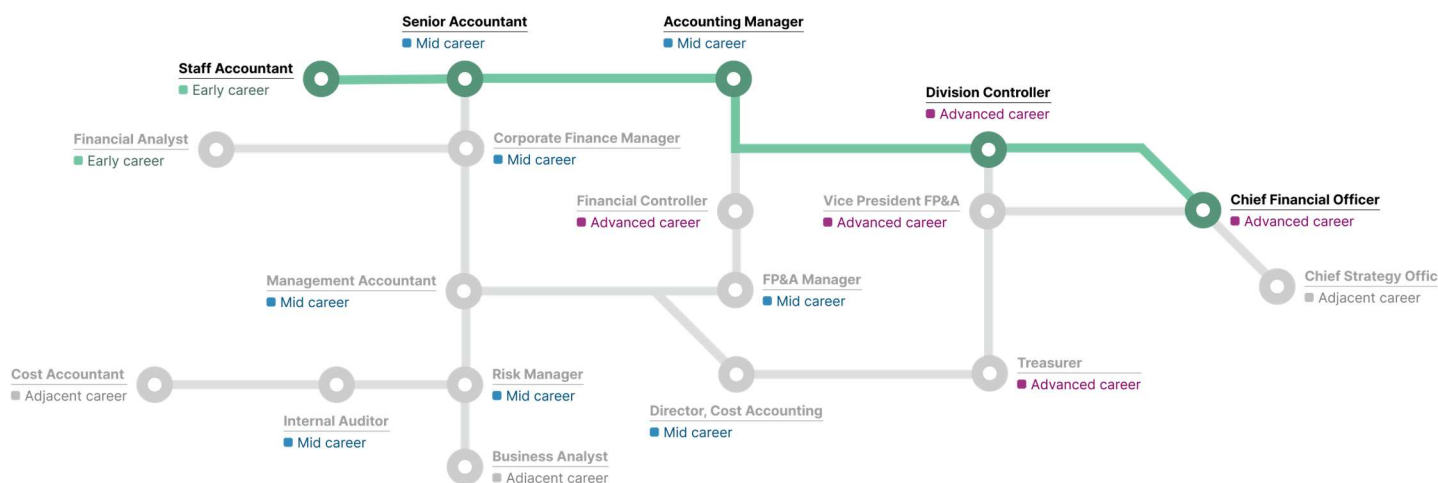 Senior Accountant
Mid career
Accounting Manager
Mid career
Staff Accountant
Early career
Division Controller
Advanced career
Financial Analyst
Early career
Corporate Finance Manager
Mid career
Financial Controller
Advanced career
Vice President FP&A
Advanced career
Chief Financial Officer
Advanced career
Management Accountant
Mid career
FP&A Manager
Mid career
Chief Strategy Offic
Adjacent career
Cost Accountant
Adjacent career
Internal Auditor
Mid career
Risk Manager
Mid career
Director, Cost Accounting
Mid career
Treasurer
Advanced career
Business Analyst
Adjacent career